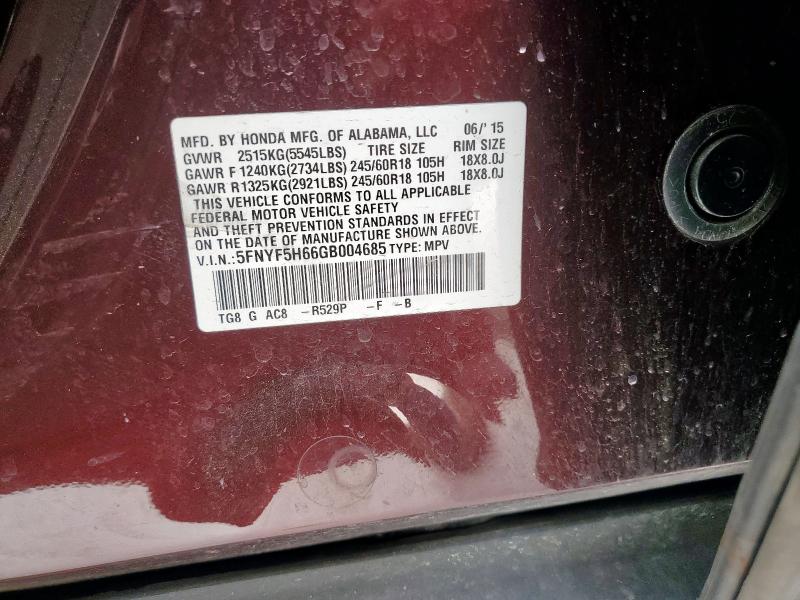 MFD. BY HONDA MFG. OF ALABAMA, LLC 06/'15
GVWR 2515KG(5545LBS) TIRE SIZE RIM SIZE
GAWR F1240KG(2734LBS) 245/60R18 105H 18X8.0J
GAWR R1325KG(2921LBS) 245/60R18 105H 18X8.0J
THIS VEHICLE CONFORMS TO ALL APPLICABLE
FEDERAL MOTOR VEHICLE SAFETY
AND THEFT PREVENTION STANDARDS IN EFFECT
ON THE DATE OF MANUFACTURE SHOWN ABOVE.
V.I.N.:5FNYF5H66GB004685 TYPE: MPV
TG8 G AC8 -R529P -F -B